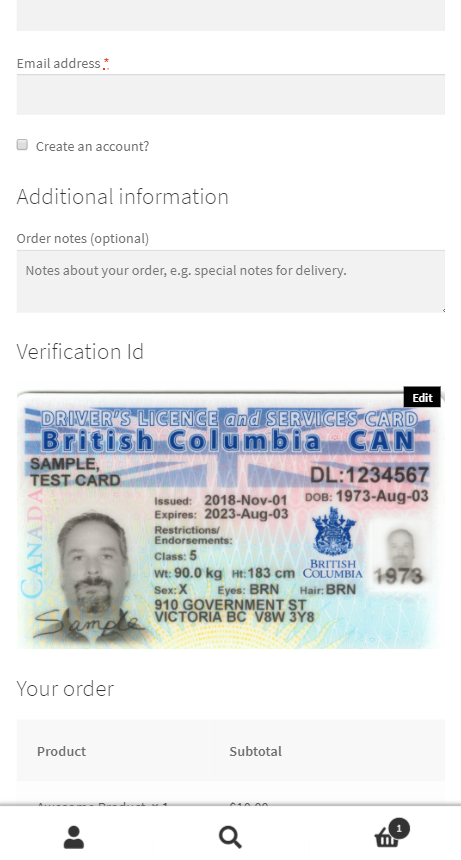 Email address *
Create an account?
Additional information
Order notes (optional)
Notes about your order, e.g. special notes for delivery.
Verification Id
Edit
DRIVER'S LICENCE and SERVICES CARD
British Columbia CAN
SAMPLE,
TEST CARD
DL:1234567
Issued: 2018-Nov-01
DOB: 1973-Aug-03
Expires: 2023-Aug-03
Restrictions/
Endorsements:
Class: 5
Wt: 90.0 kg Ht: 183 cm
Sex: X Eyes: BRN Hair: BRN
910 GOVERNMENT ST
VICTORIA BC V8W 3Y8
CANADA
BRITISH
COLUMBIA
1973
Sample
Your order
Product Subtotal
Awesome Product × 1 $10.00
1